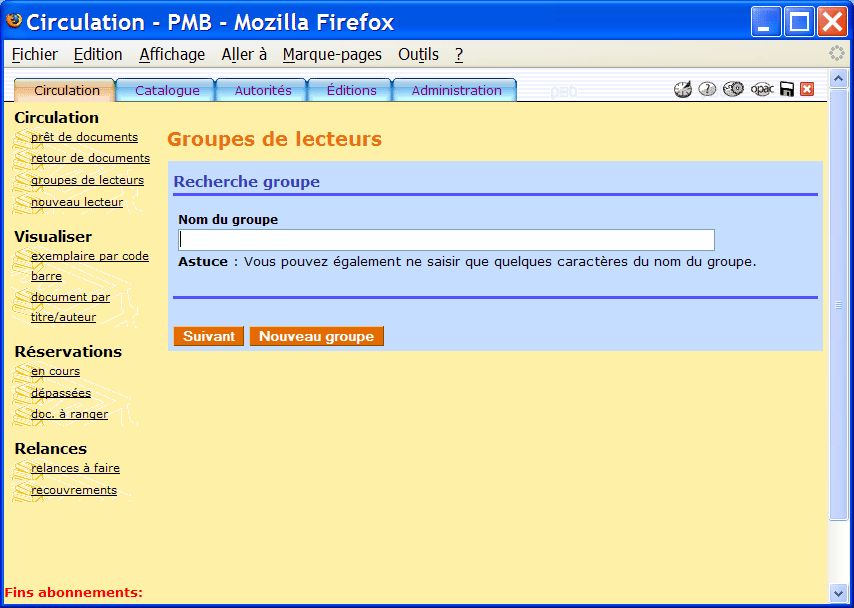 Circulation - PMB - Mozilla Firefox
Fichier Edition Affichage Aller à Marque-pages Outils ?
Circulation Catalogue Autorités Éditions Administration pmb opac
Circulation
prêt de documents
retour de documents
groupes de lecteurs
nouveau lecteur
Visualiser
exemplaire par code
barre
document par
titre/auteur
Réservations
en cours
dépassées
doc. à ranger
Relances
relances à faire
recouvrements
Fins abonnements:
Groupes de lecteurs
Recherche groupe
Nom du groupe
Astuce : Vous pouvez également ne saisir que quelques caractères du nom du groupe.
Suivant Nouveau groupe